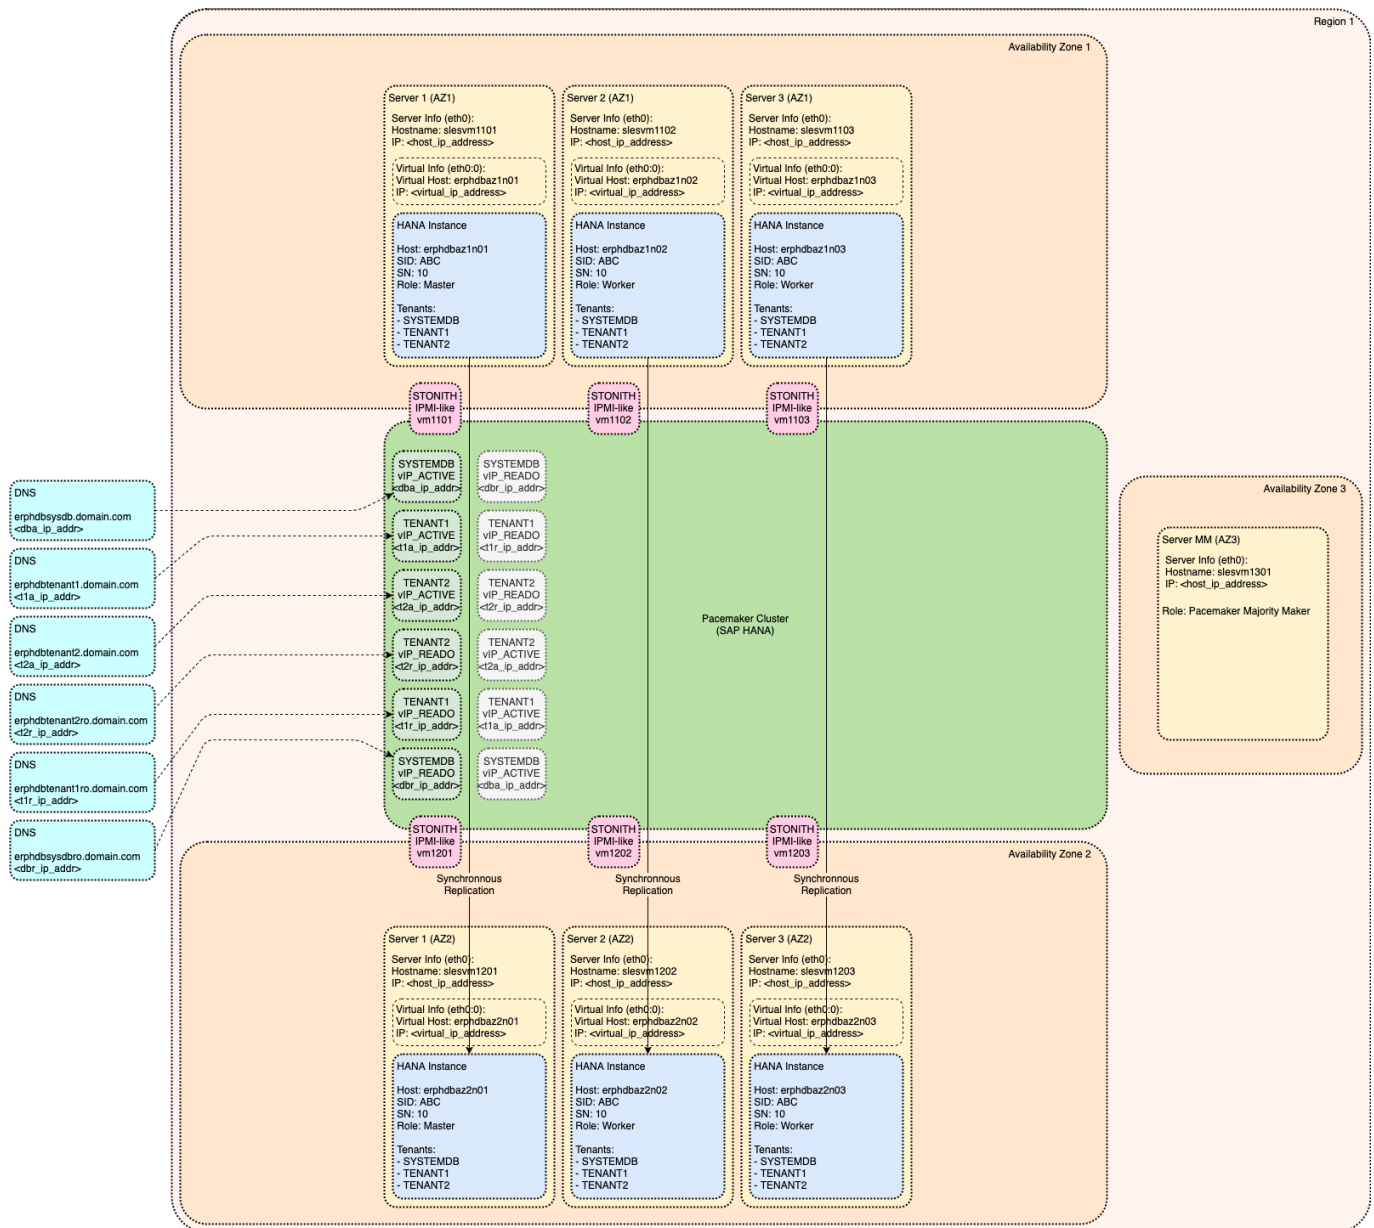 Region 1
Availability Zone 1
Server 1 (AZ1)
Server Info (eth0):
Hostname: slesvm1101
IP: <host_ip_address>
Virtual Info (eth0:0):
Virtual Host: erphdbaz1n01
IP: <virtual_ip_address>
HANA Instance
Host: erphdbaz1n01
SID: ABC
SN: 10
Role: Master
Tenants:
- SYSTEMDB
- TENANT1
- TENANT2
Server 2 (AZ1)
Server Info (eth0):
Hostname: slesvm1102
IP: <host_ip_address>
Virtual Info (eth0:0):
Virtual Host: erphdbaz1n02
IP: <virtual_ip_address>
HANA Instance
Host: erphdbaz1n02
SID: ABC
SN: 10
Role: Worker
Tenants:
- SYSTEMDB
- TENANT1
- TENANT2
Server 3 (AZ1)
Server Info (eth0):
Hostname: slesvm1103
IP: <host_ip_address>
Virtual Info (eth0:0):
Virtual Host: erphdbaz1n03
IP: <virtual_ip_address>
HANA Instance
Host: erphdbaz1n03
SID: ABC
SN: 10
Role: Worker
Tenants:
- SYSTEMDB
- TENANT1
- TENANT2
STONITH
IPMI-like
vm1101
STONITH
IPMI-like
vm1102
STONITH
IPMI-like
vm1103
DNS
erphdbsysdb.domain.com
<dba_ip_addr>
DNS
erphdbtenant1.domain.com
<t1a_ip_addr>
DNS
erphdbtenant2.domain.com
<t2a_ip_addr>
DNS
erphdbtenant2ro.domain.com
<t2r_ip_addr>
DNS
erphdbtenant1ro.domain.com
<t1r_ip_addr>
DNS
erphdbsysdbro.domain.com
<dbr_ip_addr>
SYSTEMDB
vIP_ACTIVE
<dba_ip_addr>
SYSTEMDB
vIP_READO
<dbr_ip_addr>
TENANT1
vIP_ACTIVE
<t1a_ip_addr>
TENANT1
vIP_READO
<t1r_ip_addr>
TENANT2
vIP_ACTIVE
<t2a_ip_addr>
TENANT2
vIP_READO
<t2r_ip_addr>
TENANT2
vIP_READO
<t2r_ip_addr>
TENANT2
vIP_ACTIVE
<t2a_ip_addr>
TENANT1
vIP_READO
<t1r_ip_addr>
TENANT1
vIP_ACTIVE
<t1a_ip_addr>
SYSTEMDB
vIP_READO
<dbr_ip_addr>
SYSTEMDB
vIP_ACTIVE
<dba_ip_addr>
Pacemaker Cluster
(SAP HANA)
Availability Zone 3
Server MM (AZ3)
Server Info (eth0):
Hostname: slesvm1301
IP: <host_ip_address>
Role: Pacemaker Majority Maker
STONITH
IPMI-like
vm1201
STONITH
IPMI-like
vm1202
STONITH
IPMI-like
vm1203
Availability Zone 2
Synchronnous
Replication
Synchronnous
Replication
Synchronnous
Replication
Server 1 (AZ2)
Server Info (eth0):
Hostname: slesvm1201
IP: <host_ip_address>
Virtual Info (eth0:0):
Virtual Host: erphdbaz2n01
IP: <virtual_ip_address>
HANA Instance
Host: erphdbaz2n01
SID: ABC
SN: 10
Role: Master
Tenants:
- SYSTEMDB
- TENANT1
- TENANT2
Server 2 (AZ2)
Server Info (eth0):
Hostname: slesvm1202
IP: <host_ip_address>
Virtual Info (eth0:0):
Virtual Host: erphdbaz2n02
IP: <virtual_ip_address>
HANA Instance
Host: erphdbaz2n02
SID: ABC
SN: 10
Role: Worker
Tenants:
- SYSTEMDB
- TENANT1
- TENANT2
Server 3 (AZ2)
Server Info (eth0):
Hostname: slesvm1203
IP: <host_ip_address>
Virtual Info (eth0:0):
Virtual Host: erphdbaz2n03
IP: <virtual_ip_address>
HANA Instance
Host: erphdbaz2n03
SID: ABC
SN: 10
Role: Worker
Tenants:
- SYSTEMDB
- TENANT1
- TENANT2